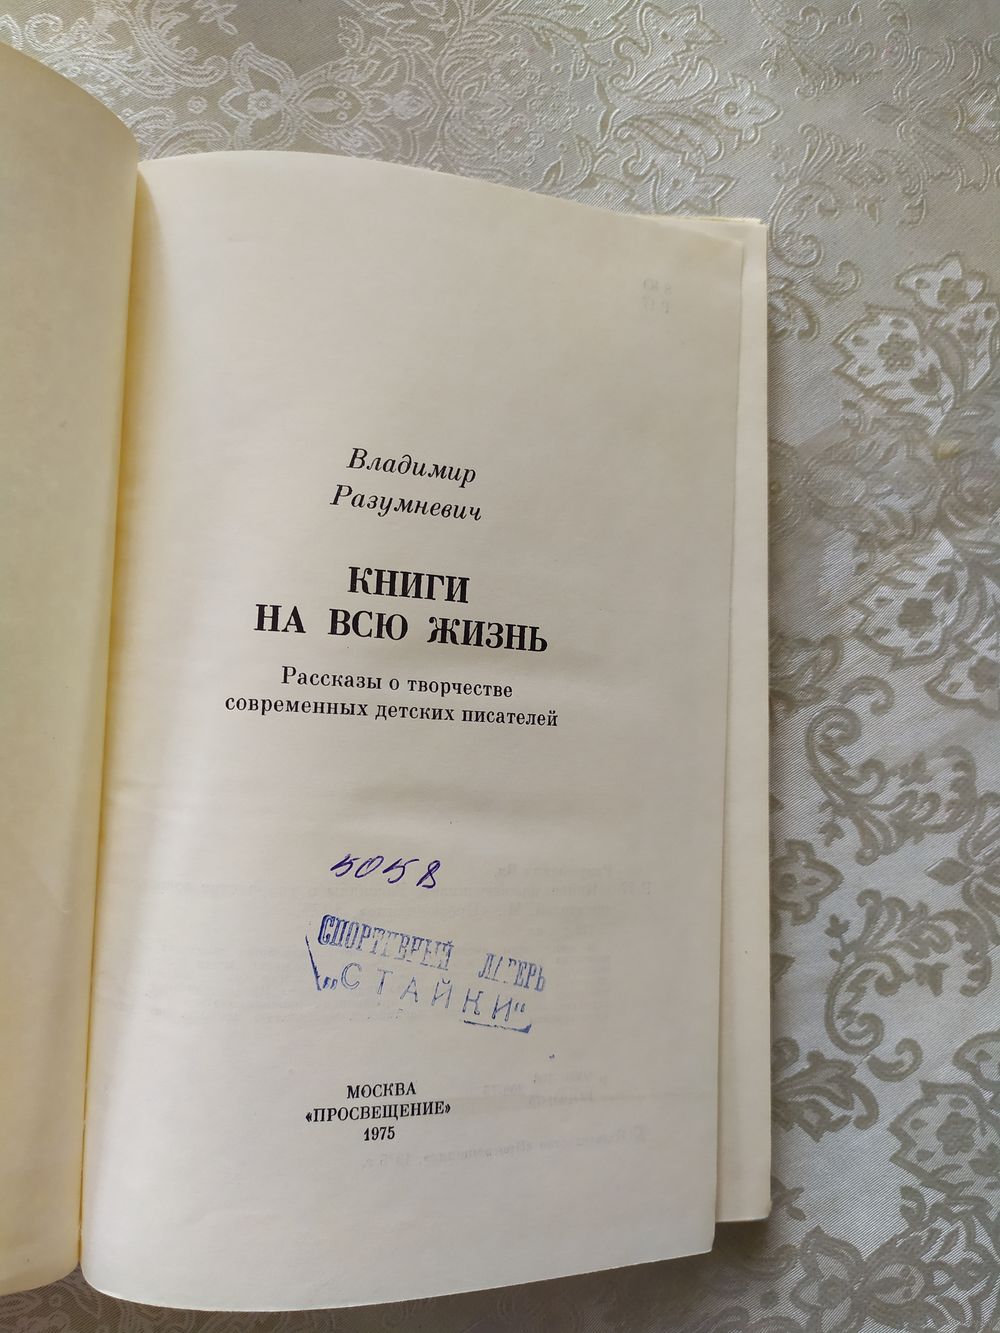 Владимир
Разумневич
КНИГИ
НА ВСЮ ЖИЗНЬ
Рассказы о творчестве
современных детских писателей
5058
СПОРТИВНЫЙ ЛАГЕРЬ
„СТАЙКИ“
МОСКВА
«ПРОСВЕЩЕНИЕ»
1975